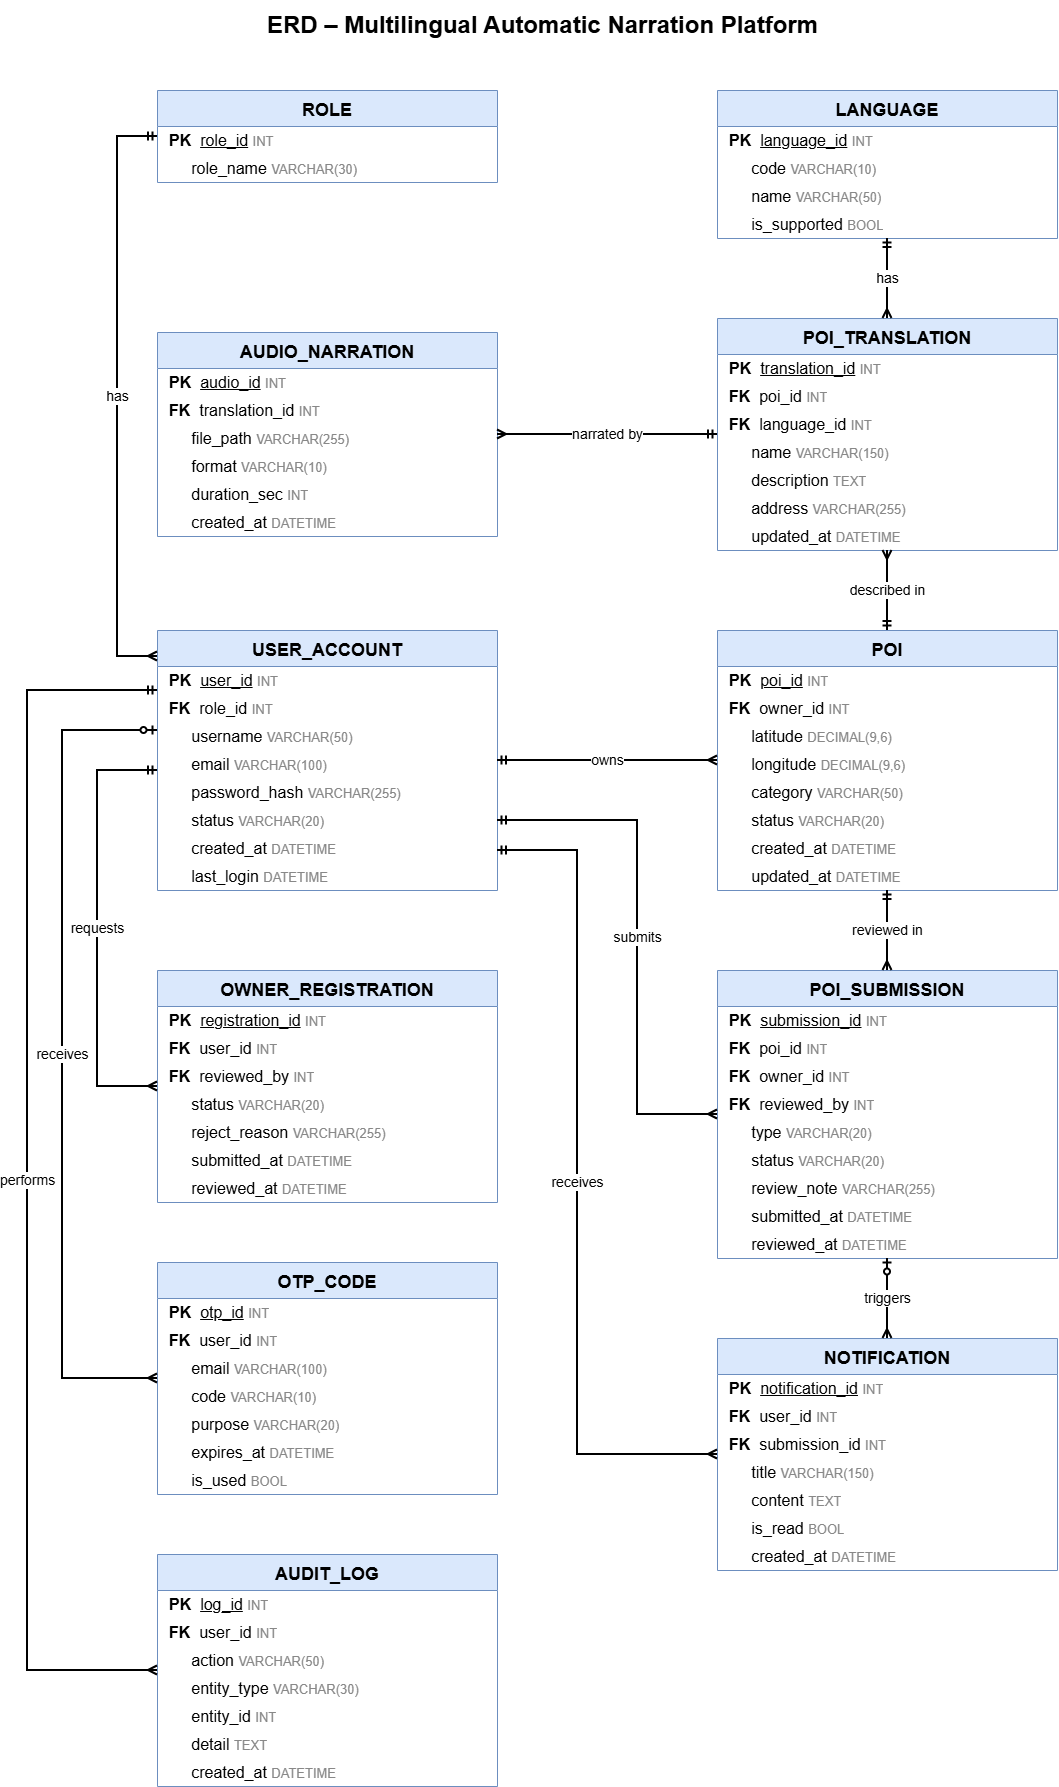 ERD – Multilingual Automatic Narration Platform
ROLE
PK role_id INT
role_name VARCHAR(30)
LANGUAGE
PK language_id INT
code VARCHAR(10)
name VARCHAR(50)
is_supported BOOL
has
has
AUDIO_NARRATION
PK audio_id INT
FK translation_id INT
file_path VARCHAR(255)
format VARCHAR(10)
duration_sec INT
created_at DATETIME
narrated by
POI_TRANSLATION
PK translation_id INT
FK poi_id INT
FK language_id INT
name VARCHAR(150)
description TEXT
address VARCHAR(255)
updated_at DATETIME
described in
USER_ACCOUNT
PK user_id INT
FK role_id INT
username VARCHAR(50)
email VARCHAR(100)
password_hash VARCHAR(255)
status VARCHAR(20)
created_at DATETIME
last_login DATETIME
owns
POI
PK poi_id INT
FK owner_id INT
latitude DECIMAL(9,6)
longitude DECIMAL(9,6)
category VARCHAR(50)
status VARCHAR(20)
created_at DATETIME
updated_at DATETIME
requests
submits
reviewed in
OWNER_REGISTRATION
PK registration_id INT
FK user_id INT
FK reviewed_by INT
status VARCHAR(20)
reject_reason VARCHAR(255)
submitted_at DATETIME
reviewed_at DATETIME
receives
performs
receives
POI_SUBMISSION
PK submission_id INT
FK poi_id INT
FK owner_id INT
FK reviewed_by INT
type VARCHAR(20)
status VARCHAR(20)
review_note VARCHAR(255)
submitted_at DATETIME
reviewed_at DATETIME
triggers
OTP_CODE
PK otp_id INT
FK user_id INT
email VARCHAR(100)
code VARCHAR(10)
purpose VARCHAR(20)
expires_at DATETIME
is_used BOOL
NOTIFICATION
PK notification_id INT
FK user_id INT
FK submission_id INT
title VARCHAR(150)
content TEXT
is_read BOOL
created_at DATETIME
AUDIT_LOG
PK log_id INT
FK user_id INT
action VARCHAR(50)
entity_type VARCHAR(30)
entity_id INT
detail TEXT
created_at DATETIME